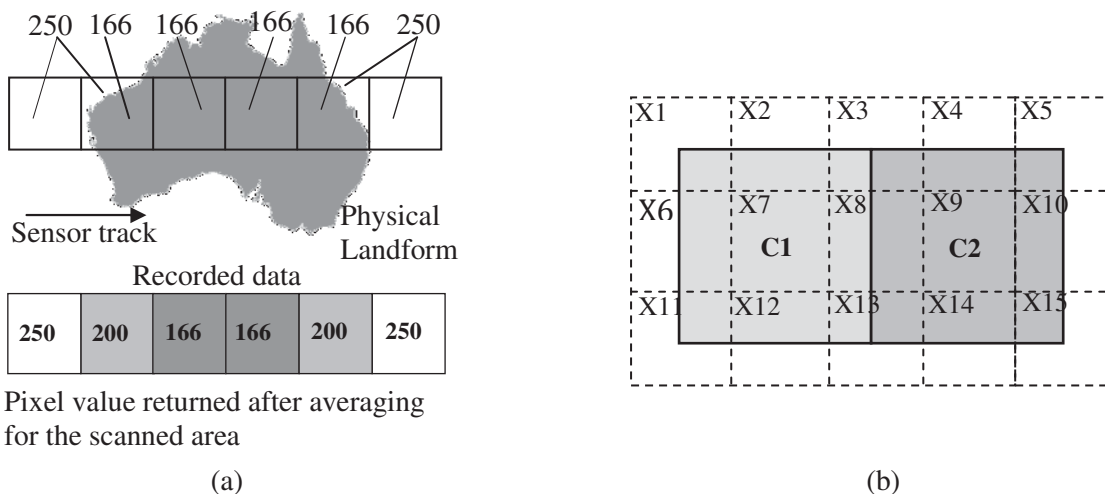 250 166 166 166 166 250
Sensor track
Physical
Landform
Recorded data
250 200 166 166 200 250
Pixel value returned after averaging
for the scanned area
(a)
X1 X2 X3 X4 X5
X6 X7 X8 X9 X10
C1 C2
X11 X12 X13 X14 X15
(b)